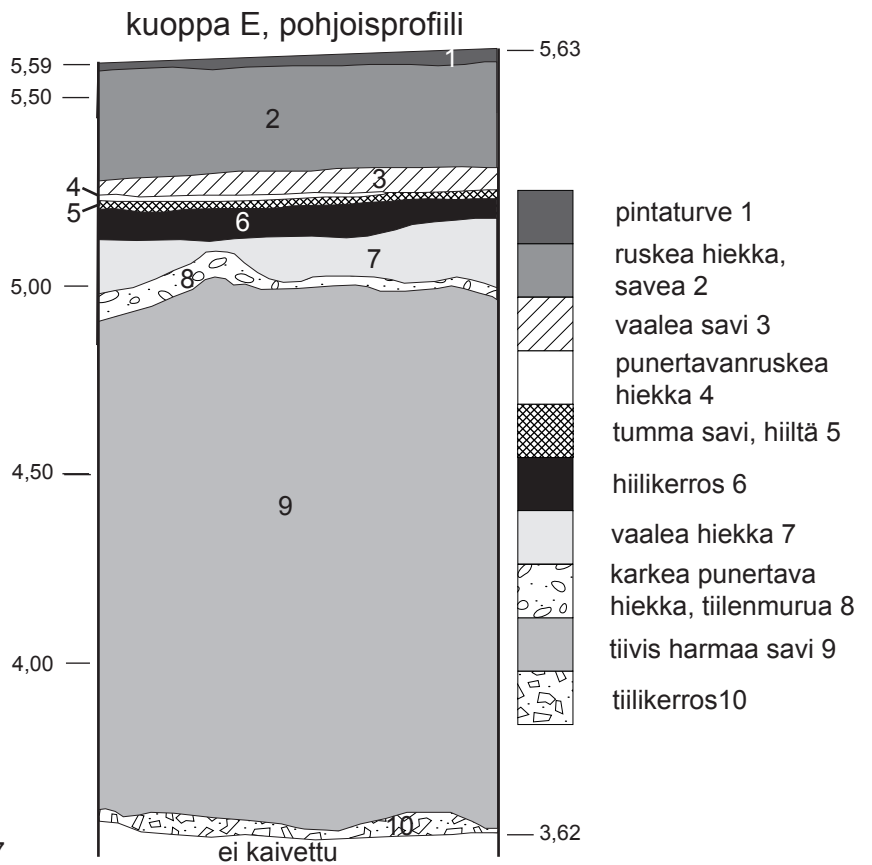 kuoppa E, pohjoisprofiili
5,59
5,63
5,50
1
2
3
4
5
6
7
8
5,00
4,50
9
4,00
10
3,62
ei kaivettu
7
pintaturve 1
ruskea hiekka,
savea 2
vaalea savi 3
punertavanruskea
hiekka 4
tumma savi, hiiltä 5
hiilikerros 6
vaalea hiekka 7
karkea punertava
hiekka, tiilenmurua 8
tiivis harmaa savi 9
tiilikerros10